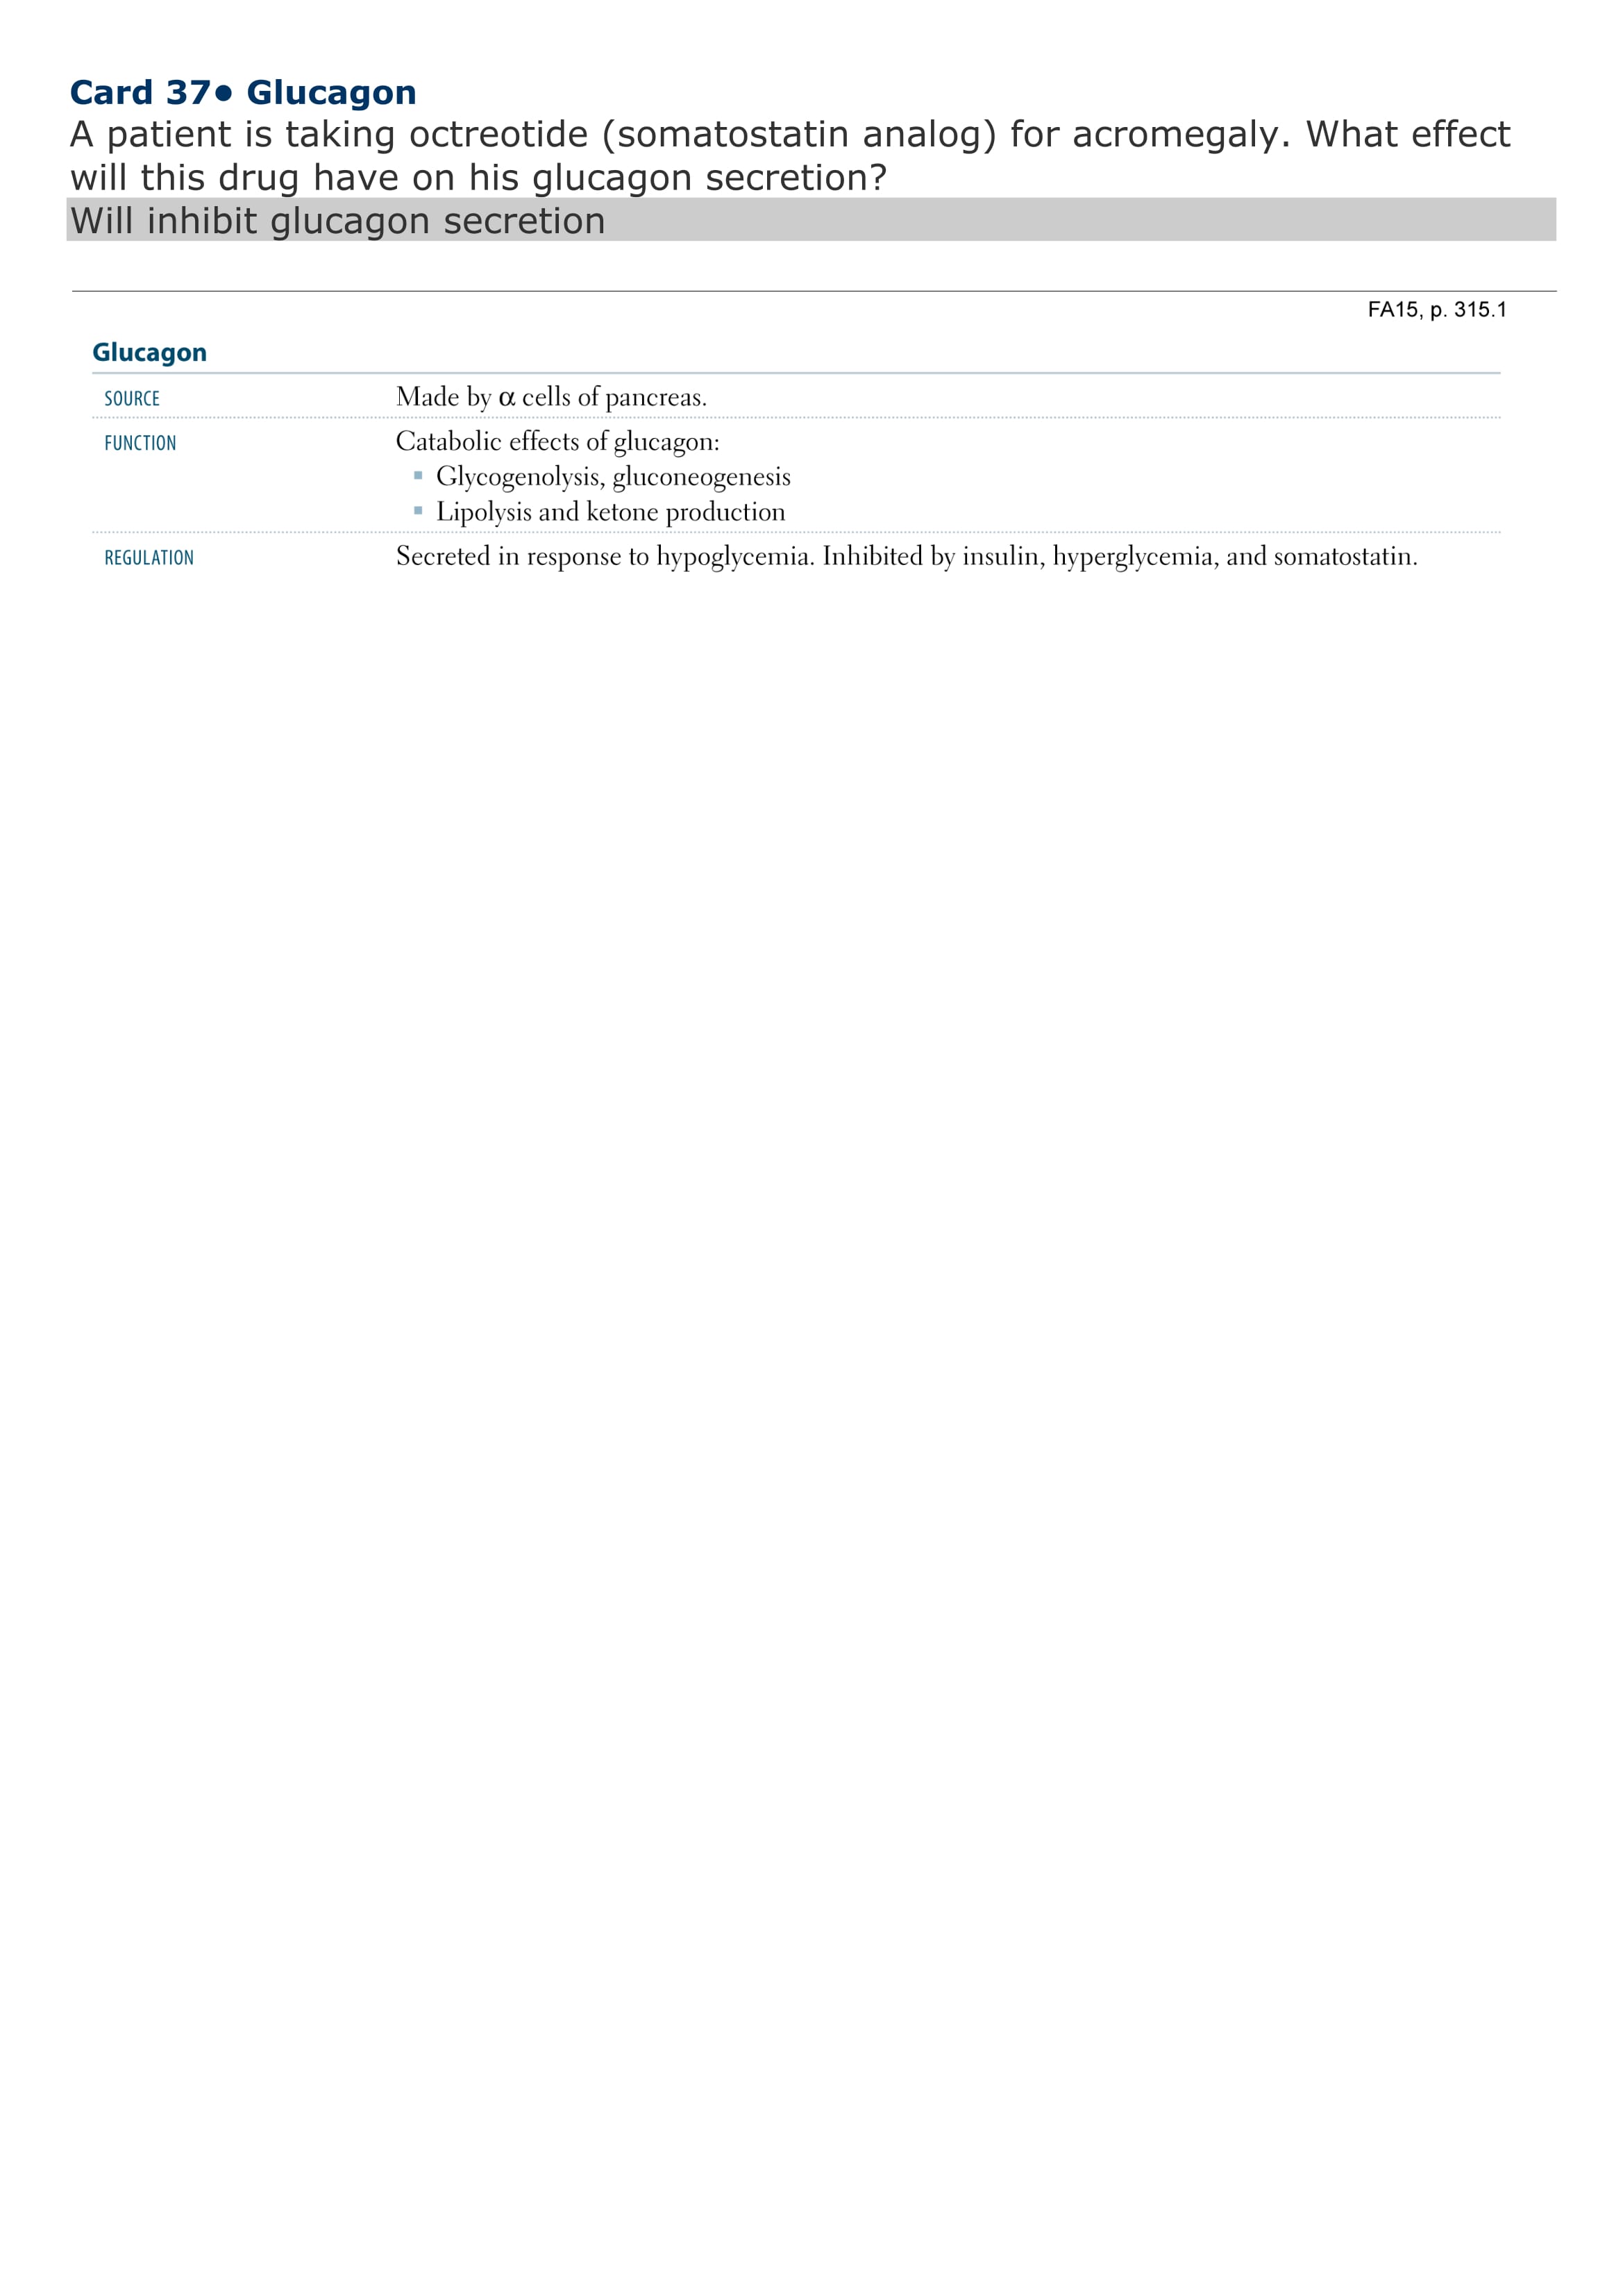 Card 37● Glucagon
A patient is taking octreotide (somatostatin analog) for acromegaly. What effect
will this drug have on his glucagon secretion?
Will inhibit glucagon secretion
FA15, p. 315.1
Glucagon
SOURCE Made by α cells of pancreas.
FUNCTION Catabolic effects of glucagon:
▪ Glycogenolysis, gluconeogenesis
▪ Lipolysis and ketone production
REGULATION Secreted in response to hypoglycemia. Inhibited by insulin, hyperglycemia, and somatostatin.